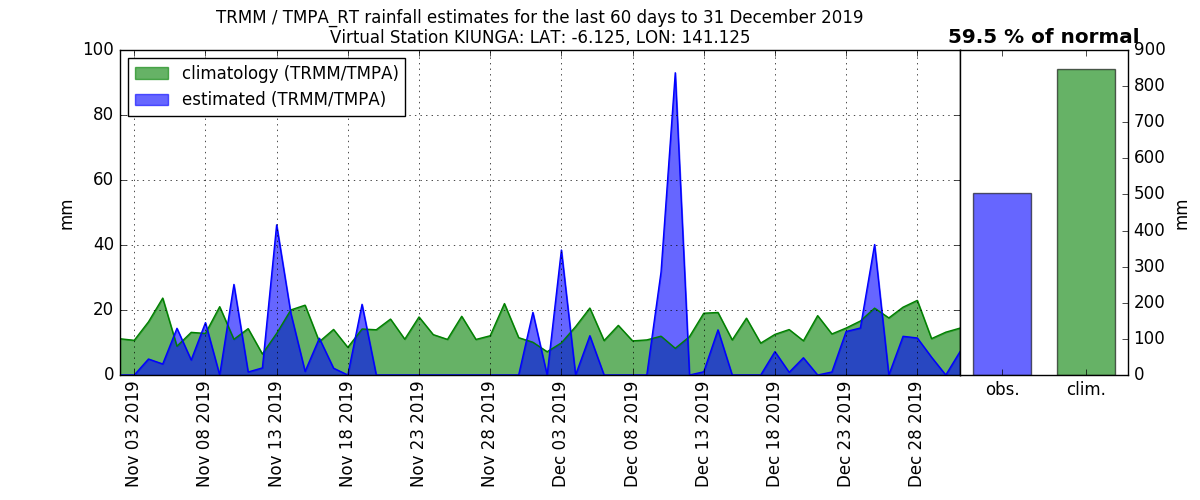 TRMM / TMPA_RT rainfall estimates for the last 60 days to 31 December 2019
Virtual Station KIUNGA: LAT: -6.125, LON: 141.125
59.5 % of normal
climatology (TRMM/TMPA)
estimated (TRMM/TMPA)
mm
100
80
60
40
20
0
Nov 03 2019
Nov 08 2019
Nov 13 2019
Nov 18 2019
Nov 23 2019
Nov 28 2019
Dec 03 2019
Dec 08 2019
Dec 13 2019
Dec 18 2019
Dec 23 2019
Dec 28 2019
obs.
clim.
900
800
700
600
500
400
300
200
100
0
mm